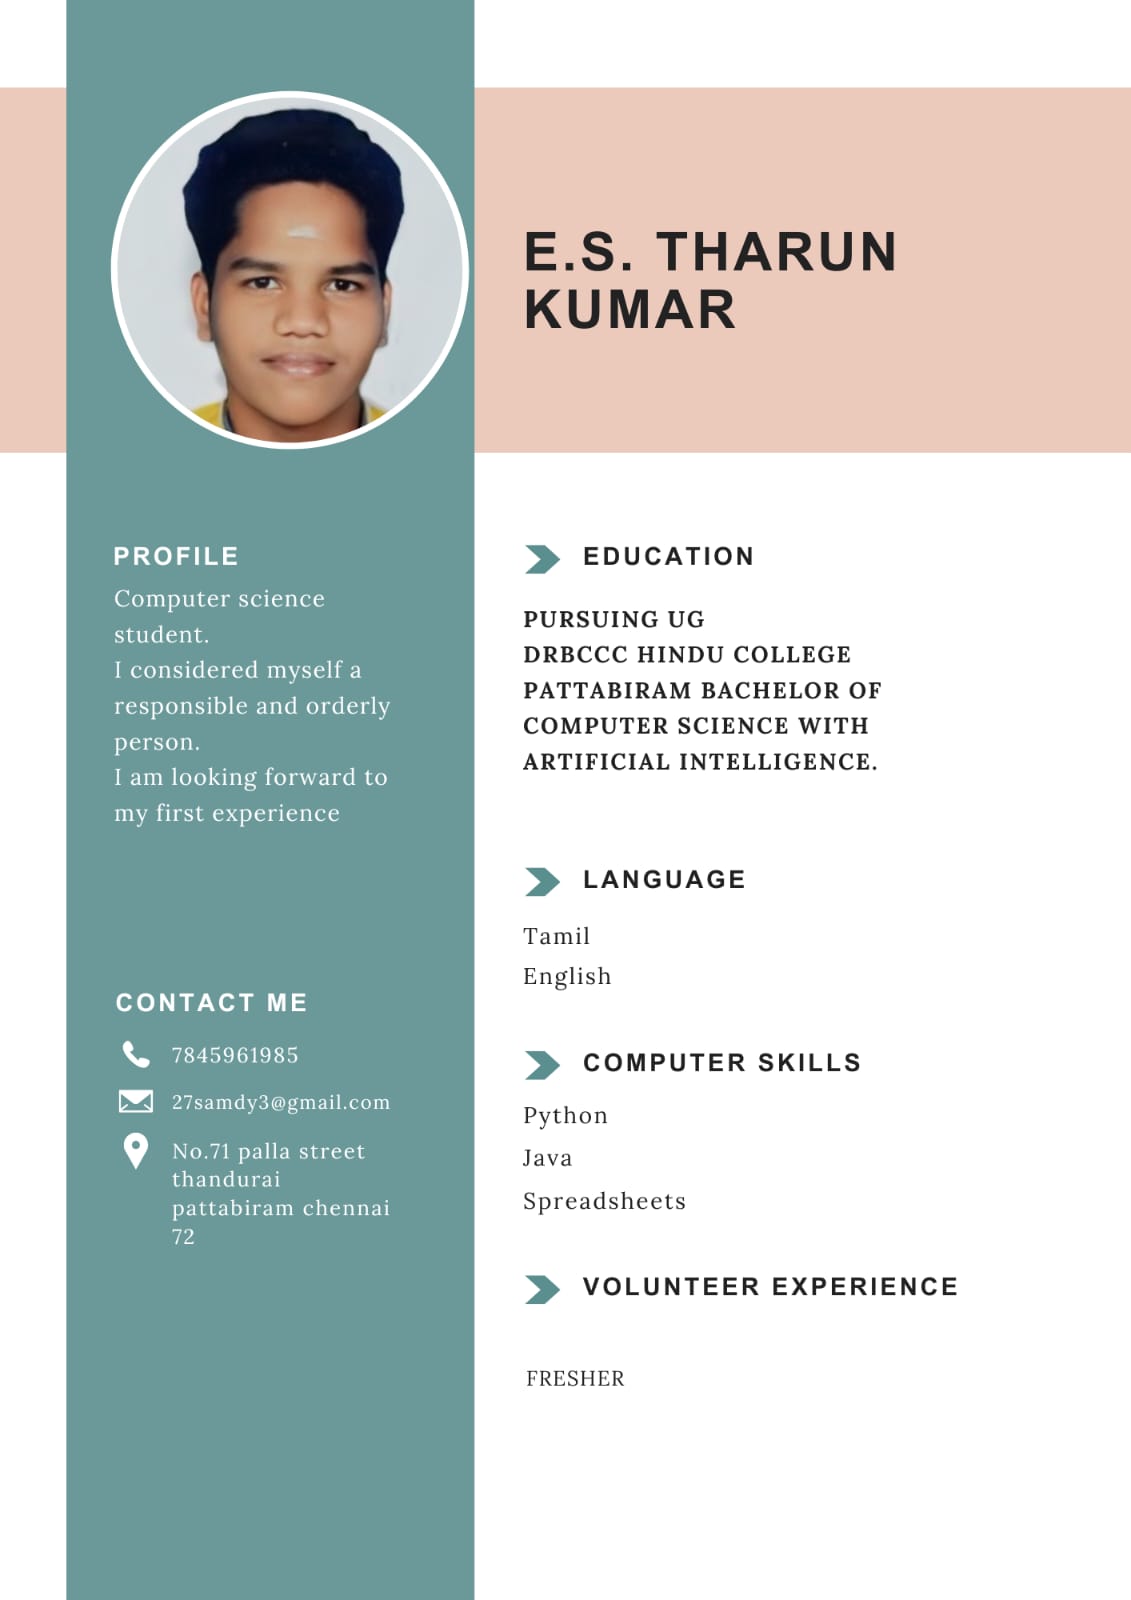 E.S. THARUN
KUMAR
PROFILE
Computer science
student.
I considered myself a
responsible and orderly
person.
I am looking forward to
my first experience
CONTACT ME
7845961985
27samdy3@gmail.com
No.71 palla street
thandurai
pattabiram chennai
72
EDUCATION
PURSUING UG
DRBCCC HINDU COLLEGE
PATTABIRAM BACHELOR OF
COMPUTER SCIENCE WITH
ARTIFICIAL INTELLIGENCE.
LANGUAGE
Tamil
English
COMPUTER SKILLS
Python
Java
Spreadsheets
VOLUNTEER EXPERIENCE
FRESHER